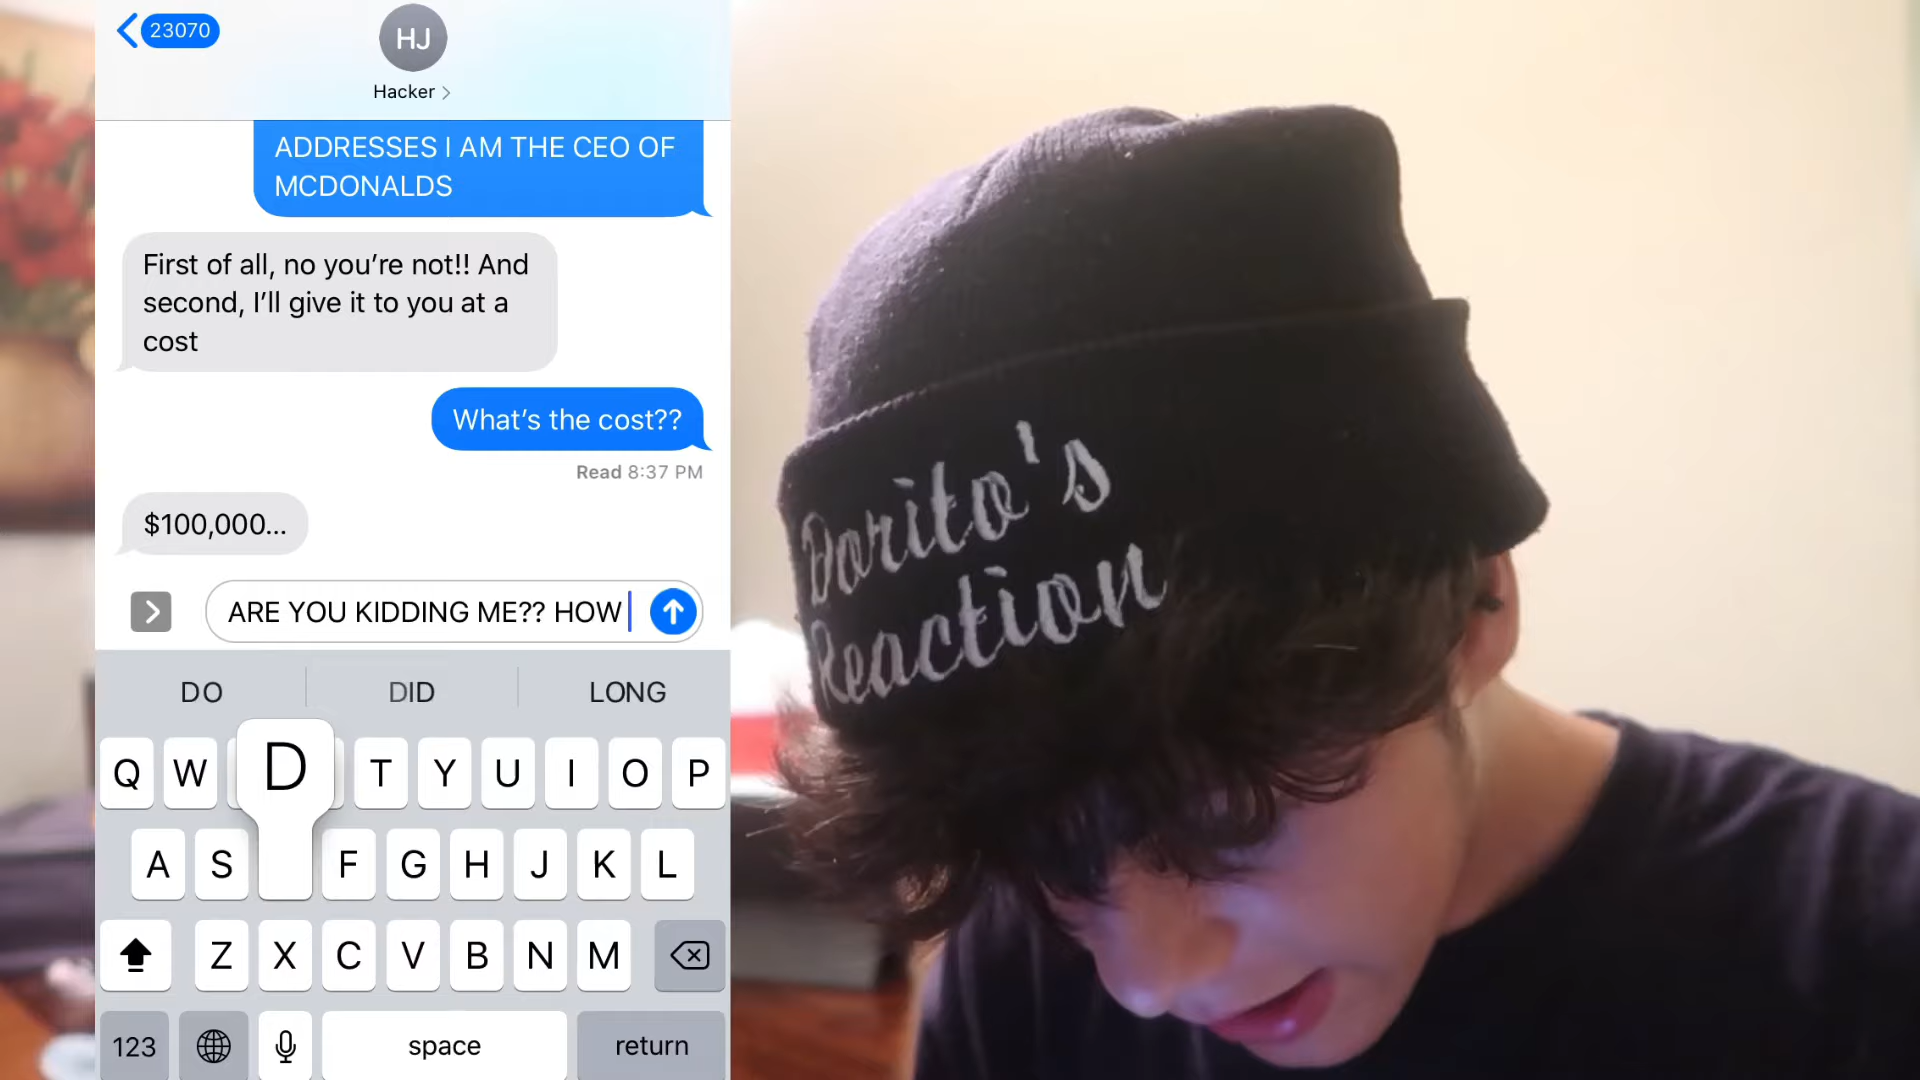 23070
HJ
Hacker
ADDRESSES I AM THE CEO OF
MCDONALDS
First of all, no you’re not!! And
second, I’ll give it to you at a
cost
What’s the cost??
Read 8:37 PM
$100,000...
ARE YOU KIDDING ME?? HOW
DO DID LONG
Q W D T Y U I O P
A S F G H J K L
Z X C V B N M
123 space return
Dorito's
Reaction